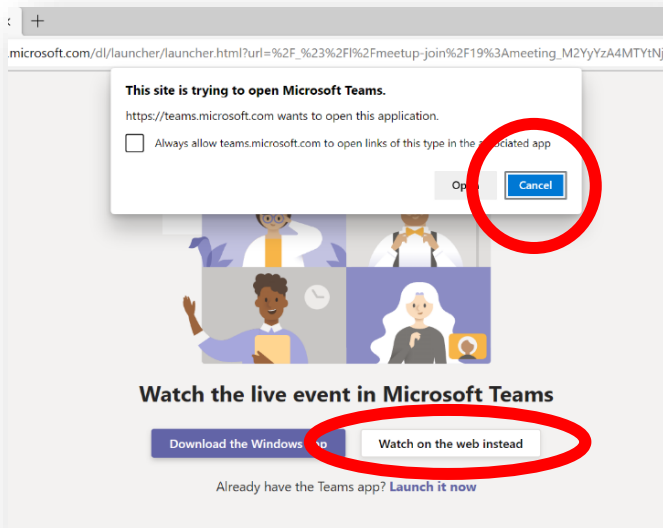 .microsoft.com/dl/launcher/launcher.html?url=%2F_%23%2Fl%2Fmeetup-join%2F19%3Ameeting_M2YyYzA4MTYtNj
This site is trying to open Microsoft Teams.
https://teams.microsoft.com wants to open this application.
Always allow teams.microsoft.com to open links of this type in the associated app
Open Cancel
Watch the live event in Microsoft Teams
Download the Windows app Watch on the web instead
Already have the Teams app? Launch it now